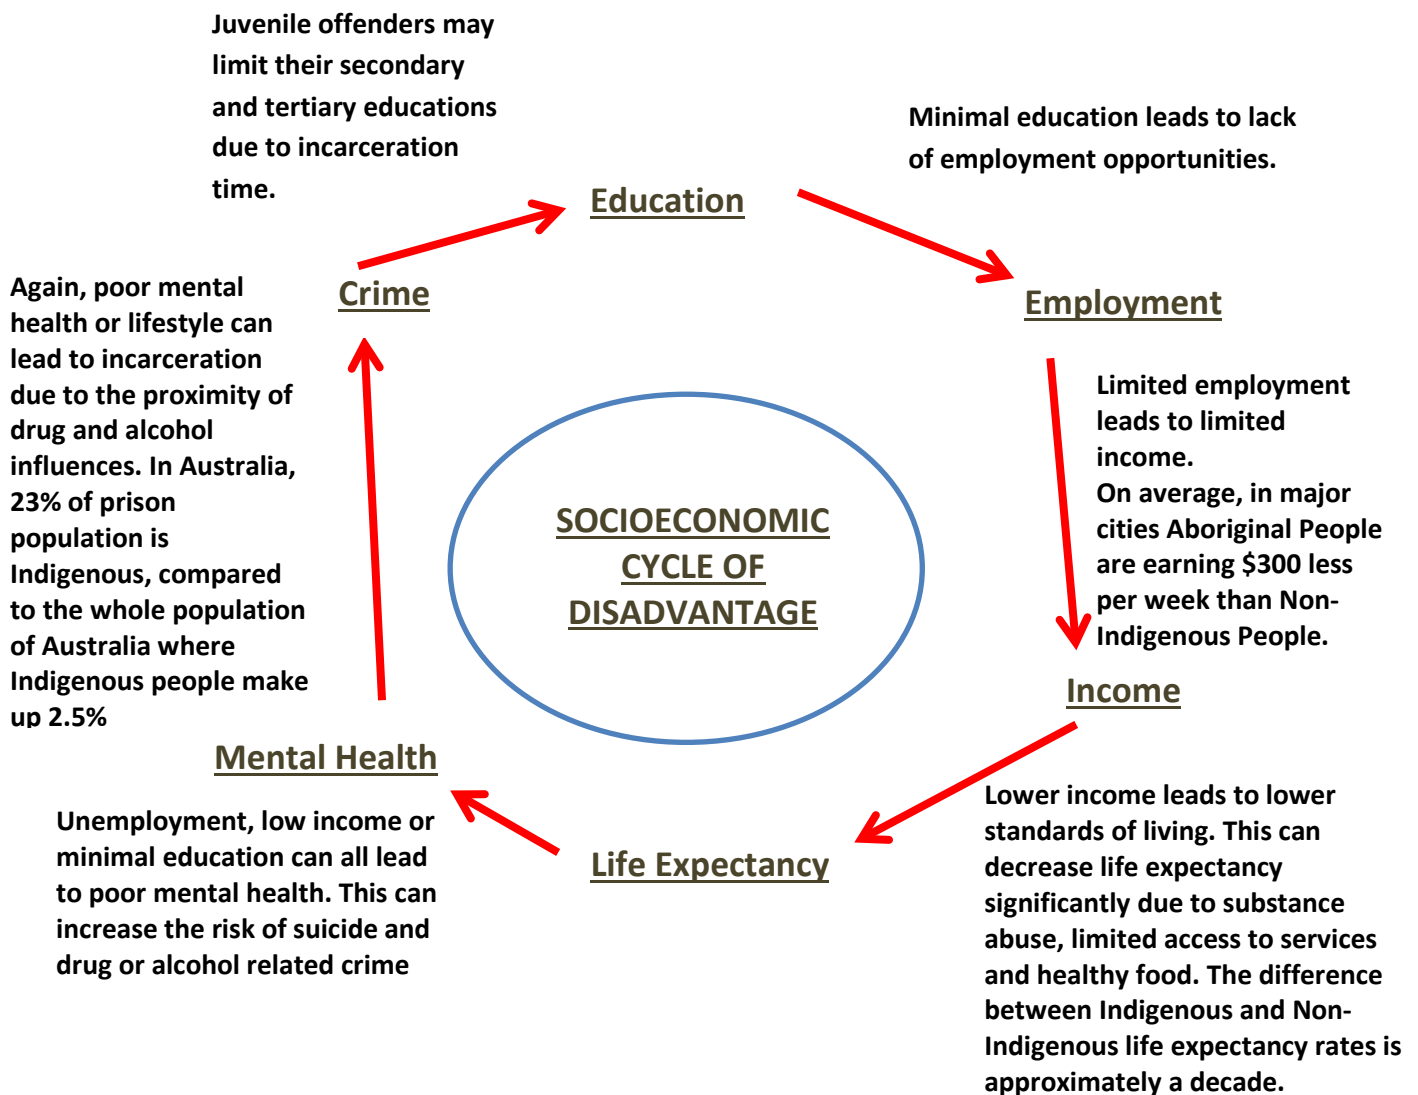 Juvenile offenders may
limit their secondary
and tertiary educations
due to incarceration
time.
Minimal education leads to lack
of employment opportunities.
Education
Crime
Employment
Again, poor mental
health or lifestyle can
lead to incarceration
due to the proximity of
drug and alcohol
influences. In Australia,
23% of prison
population is
Indigenous, compared
to the whole population
of Australia where
Indigenous people make
up 2.5%
Limited employment
leads to limited
income.
On average, in major
cities Aboriginal People
are earning $300 less
per week than Non-
Indigenous People.
SOCIOECONOMIC
CYCLE OF
DISADVANTAGE
Income
Mental Health
Unemployment, low income or
minimal education can all lead
to poor mental health. This can
increase the risk of suicide and
drug or alcohol related crime
Life Expectancy
Lower income leads to lower
standards of living. This can
decrease life expectancy
significantly due to substance
abuse, limited access to services
and healthy food. The difference
between Indigenous and Non-
Indigenous life expectancy rates is
approximately a decade.